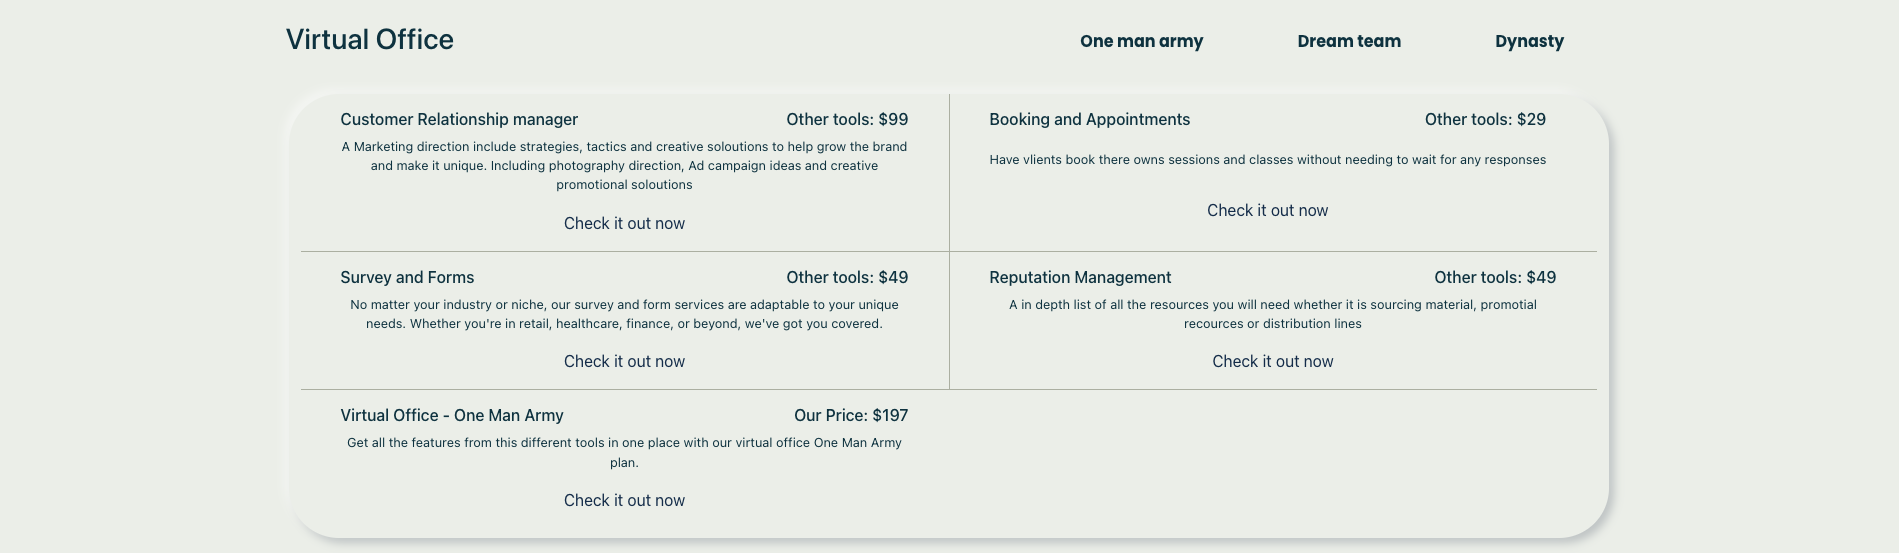 Virtual Office
One man army
Dream team
Dynasty
Customer Relationship manager
Other tools: $99
A Marketing direction include strategies, tactics and creative soloutions to help grow the brand
and make it unique. Including photography direction, Ad campaign ideas and creative
promotional soloutions
Check it out now
Booking and Appointments
Other tools: $29
Have vlients book there owns sessions and classes without needing to wait for any responses
Check it out now
Survey and Forms
Other tools: $49
No matter your industry or niche, our survey and form services are adaptable to your unique
needs. Whether you're in retail, healthcare, finance, or beyond, we've got you covered.
Check it out now
Reputation Management
Other tools: $49
A in depth list of all the resources you will need whether it is sourcing material, promotial
recources or distribution lines
Check it out now
Virtual Office - One Man Army
Our Price: $197
Get all the features from this different tools in one place with our virtual office One Man Army
plan.
Check it out now